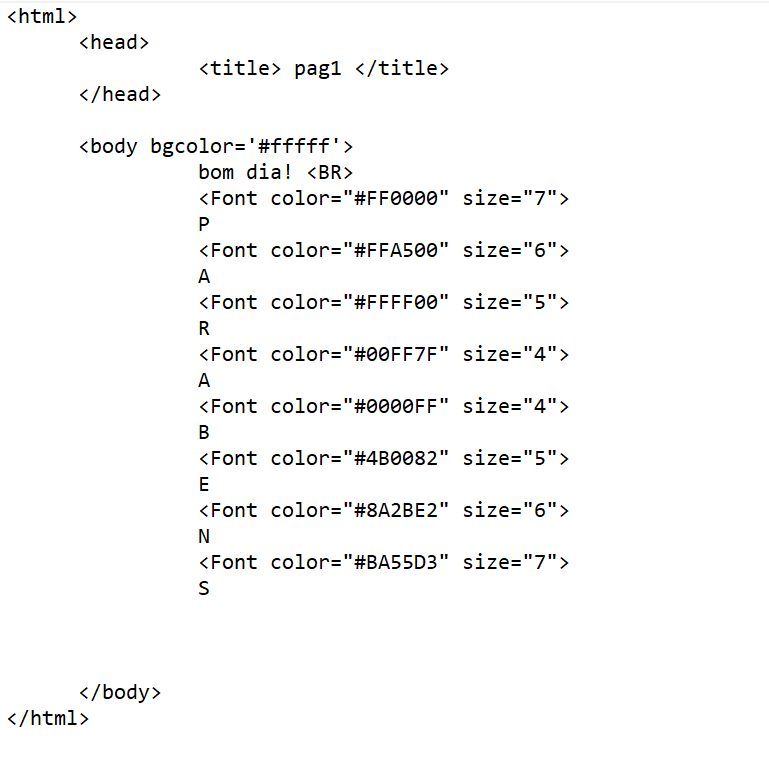 <html>
<head>
<title> pag1 </title>
</head>
<body bgcolor='#fffff'>
bom dia! <BR>
<Font color="#FF0000" size="7">
P
<Font color="#FFA500" size="6">
A
<Font color="#FFFF00" size="5">
R
<Font color="#00FF7F" size="4">
A
<Font color="#0000FF" size="4">
B
<Font color="#4B0082" size="5">
E
<Font color="#8A2BE2" size="6">
N
<Font color="#BA55D3" size="7">
S
</body>
</html>